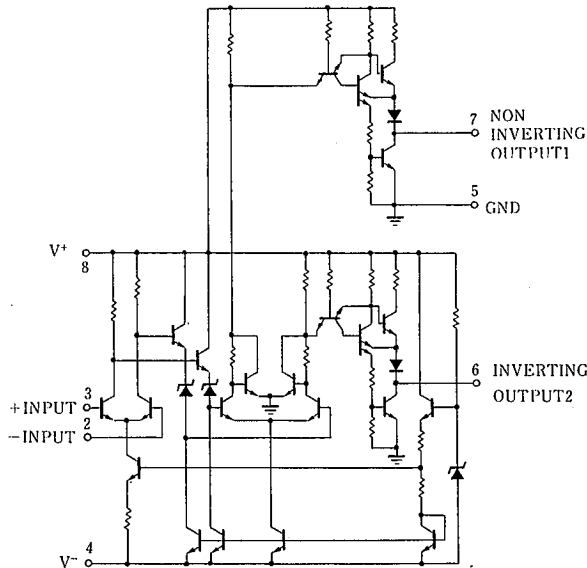 7 NON
INVERTING
OUTPUT1
5
GND
V+
8
6 INVERTING
OUTPUT2
3
+INPUT
2
−INPUT
4
V-